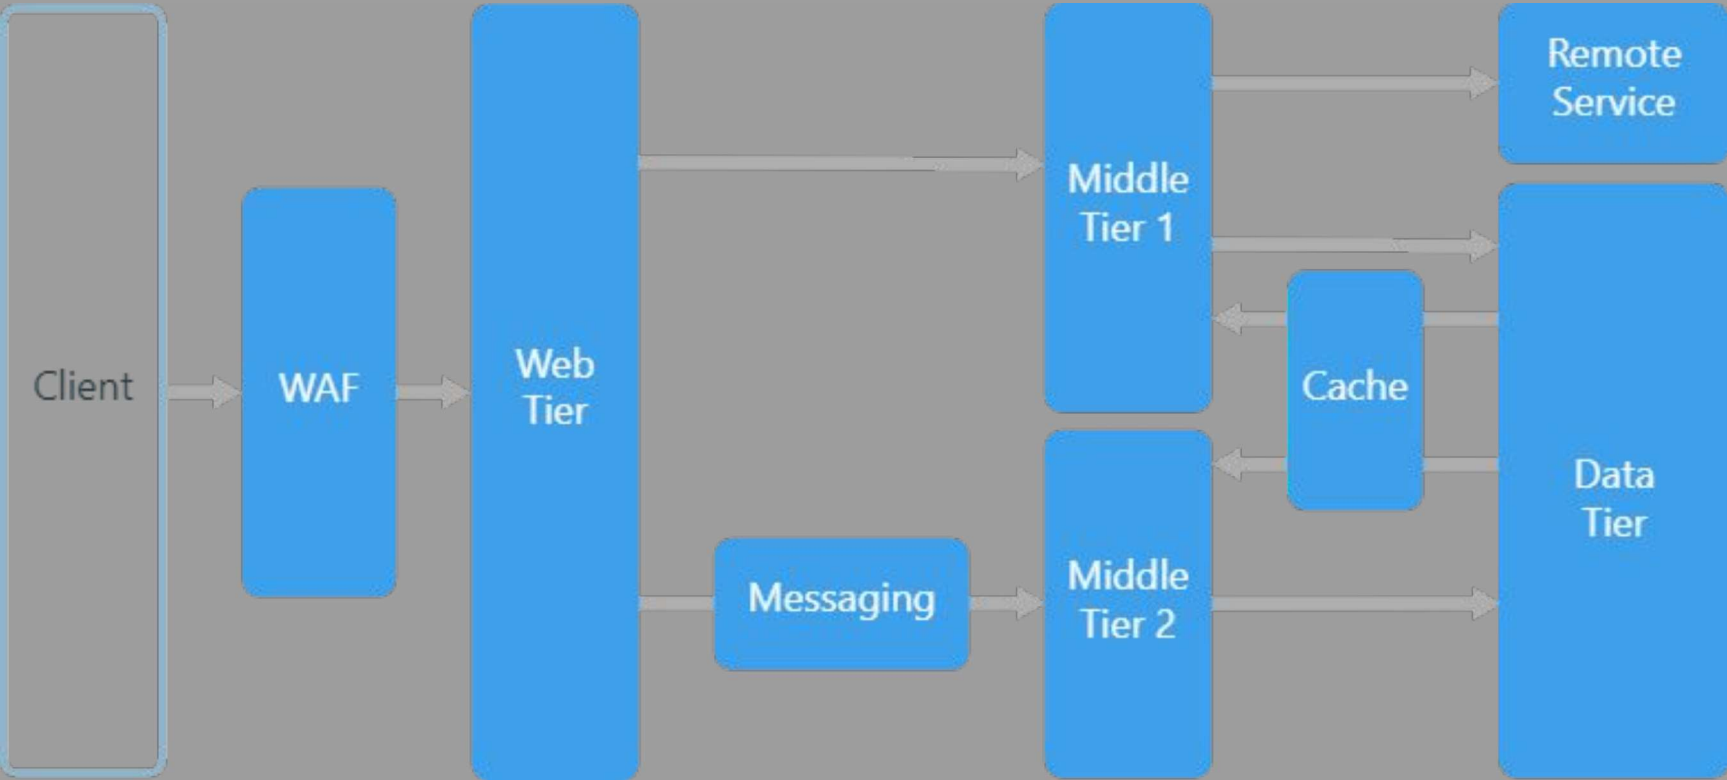 Client
WAF
Web
Tier
Messaging
Middle
Tier 1
Middle
Tier 2
Cache
Remote
Service
Data
Tier